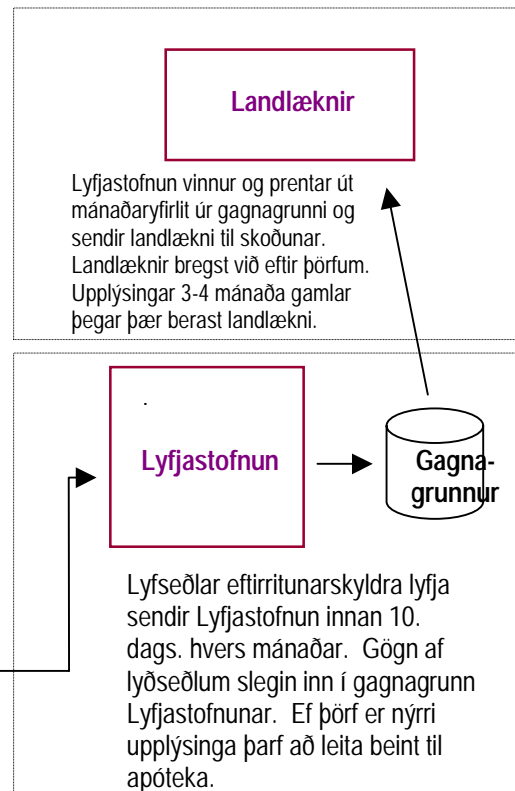 Landlæknir
Lyfjastofnun vinnur og prentar út
mánaðaryfirlit úr gagnagrunni og
sendir landlækni til skoðunar.
Landlæknir bregst við eftir þörfum.
Upplýsingar 3-4 mánaða gamlar
þegar þær berast landlækni.
.
Lyfjastofnun
Gagna-
grunnur
Lyfseðlar eftirritunarskyldra lyfja
sendir Lyfjastofnun innan 10.
dags. hvers mánaðar. Gögn af
lyðseðlum slegin inn í gagnagrunn
Lyfjastofnunar. Ef þörf er nýrri
upplýsinga þarf að leita beint til
apóteka.